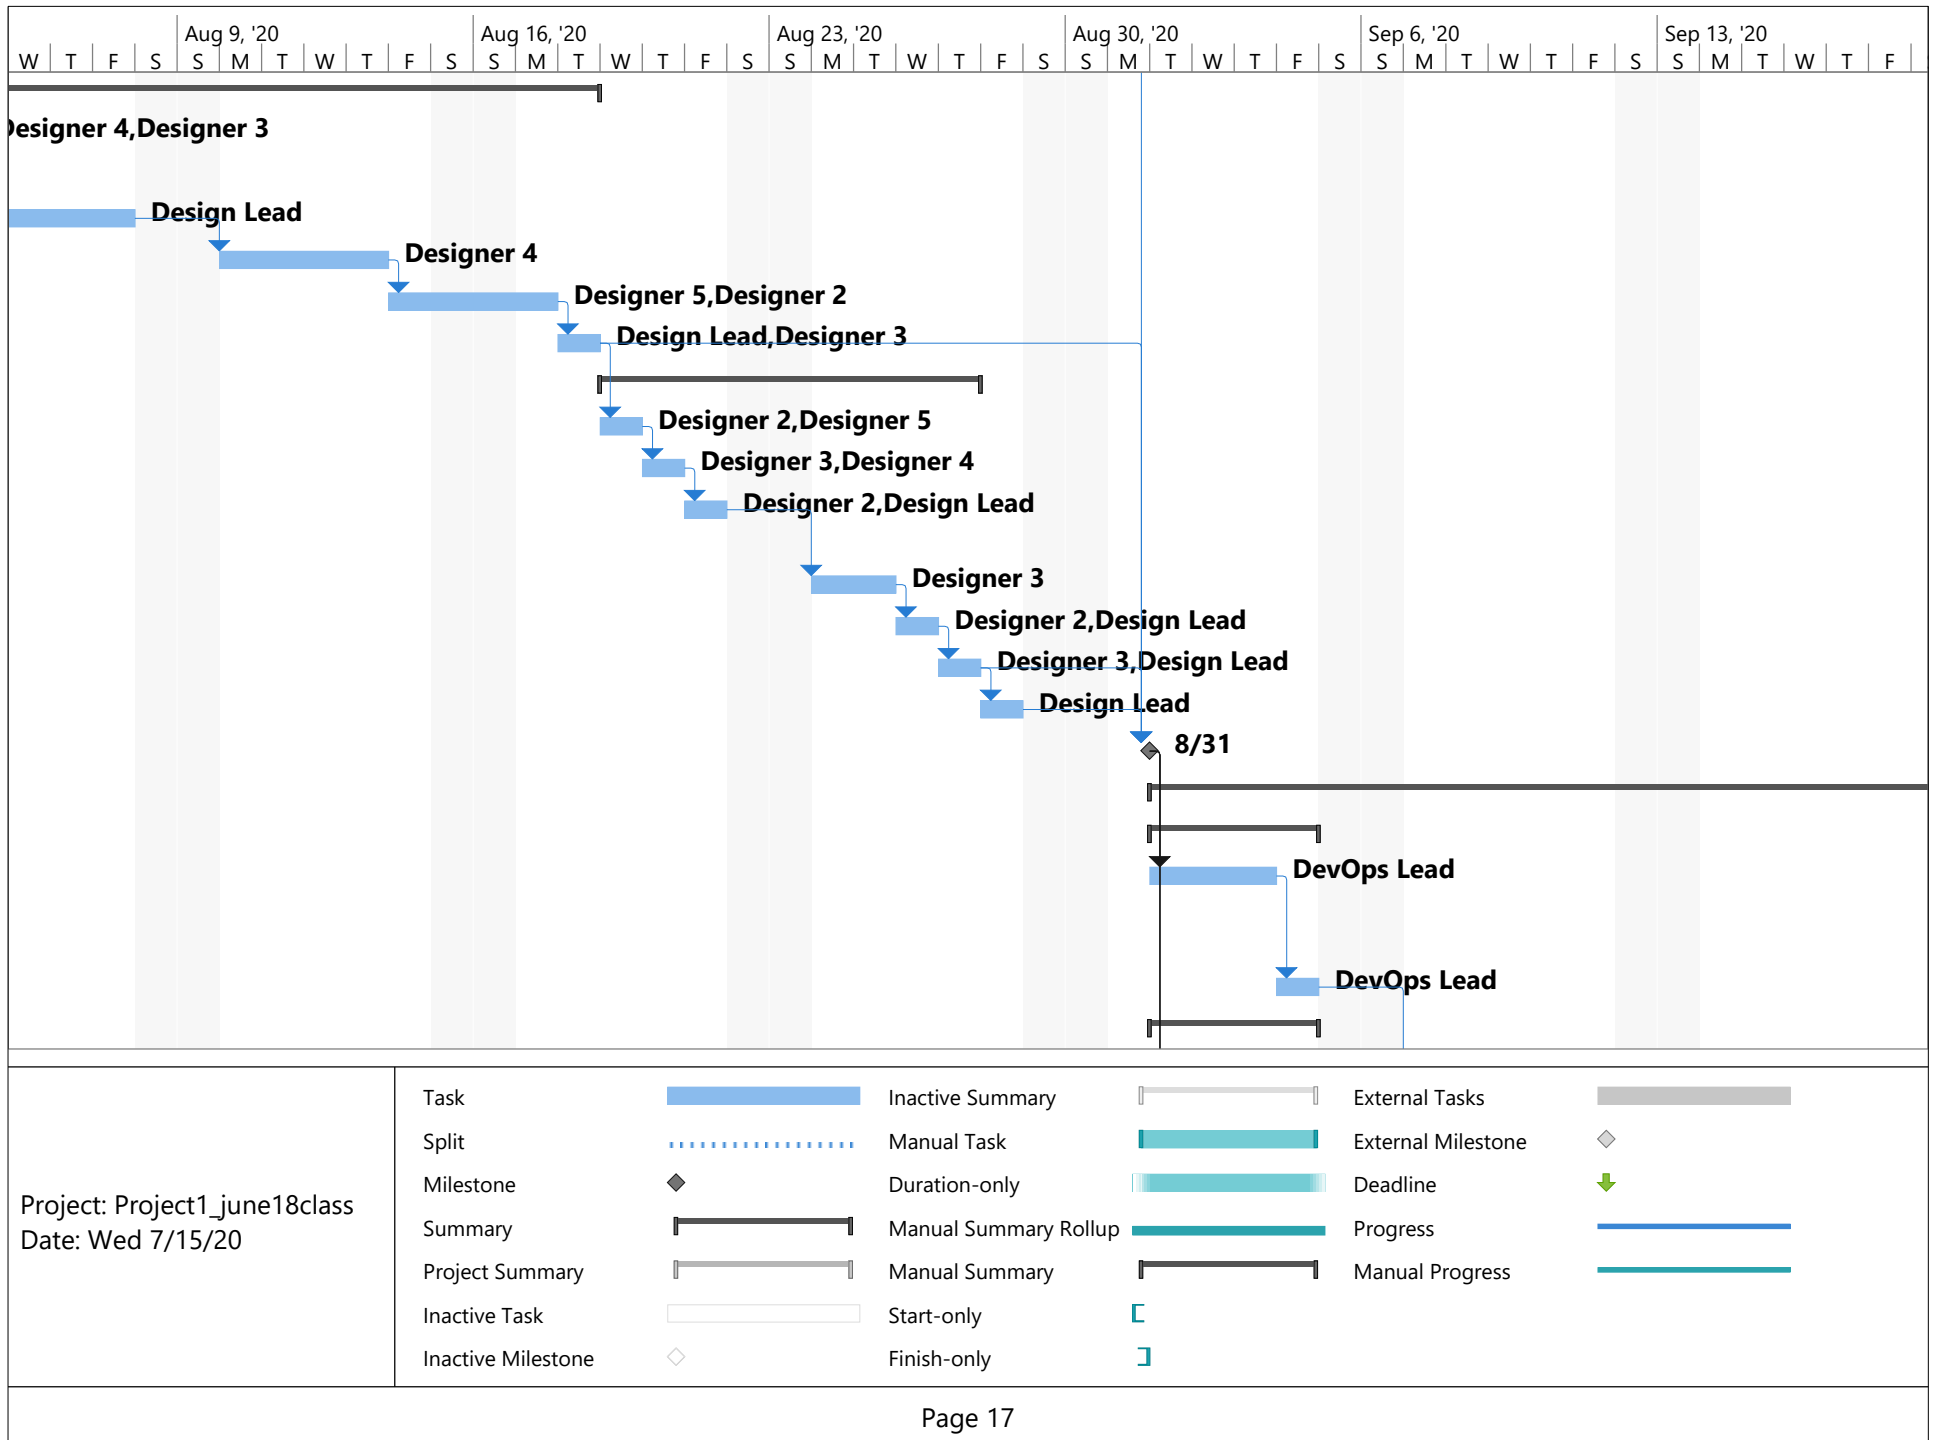 Aug 9, '20 Aug 16, '20 Aug 23, '20 Aug 30, '20 Sep 6, '20 Sep 13, '20
W T F S S M T W T F S S M T W T F S S M T W T F S S M T W T F S S M T W T F S S M T W T F
Designer 4,Designer 3
Design Lead
Designer 4
Designer 5,Designer 2
Design Lead,Designer 3
Designer 2,Designer 5
Designer 3,Designer 4
Designer 2,Design Lead
Designer 3
Designer 2,Design Lead
Designer 3,Design Lead
Design Lead
8/31
DevOps Lead
DevOps Lead
Project: Project1_june18class
Date: Wed 7/15/20
Task
Split
Milestone
Summary
Project Summary
Inactive Task
Inactive Milestone
Inactive Summary
Manual Task
Duration-only
Manual Summary Rollup
Manual Summary
Start-only
Finish-only
External Tasks
External Milestone
Deadline
Progress
Manual Progress
Page 17